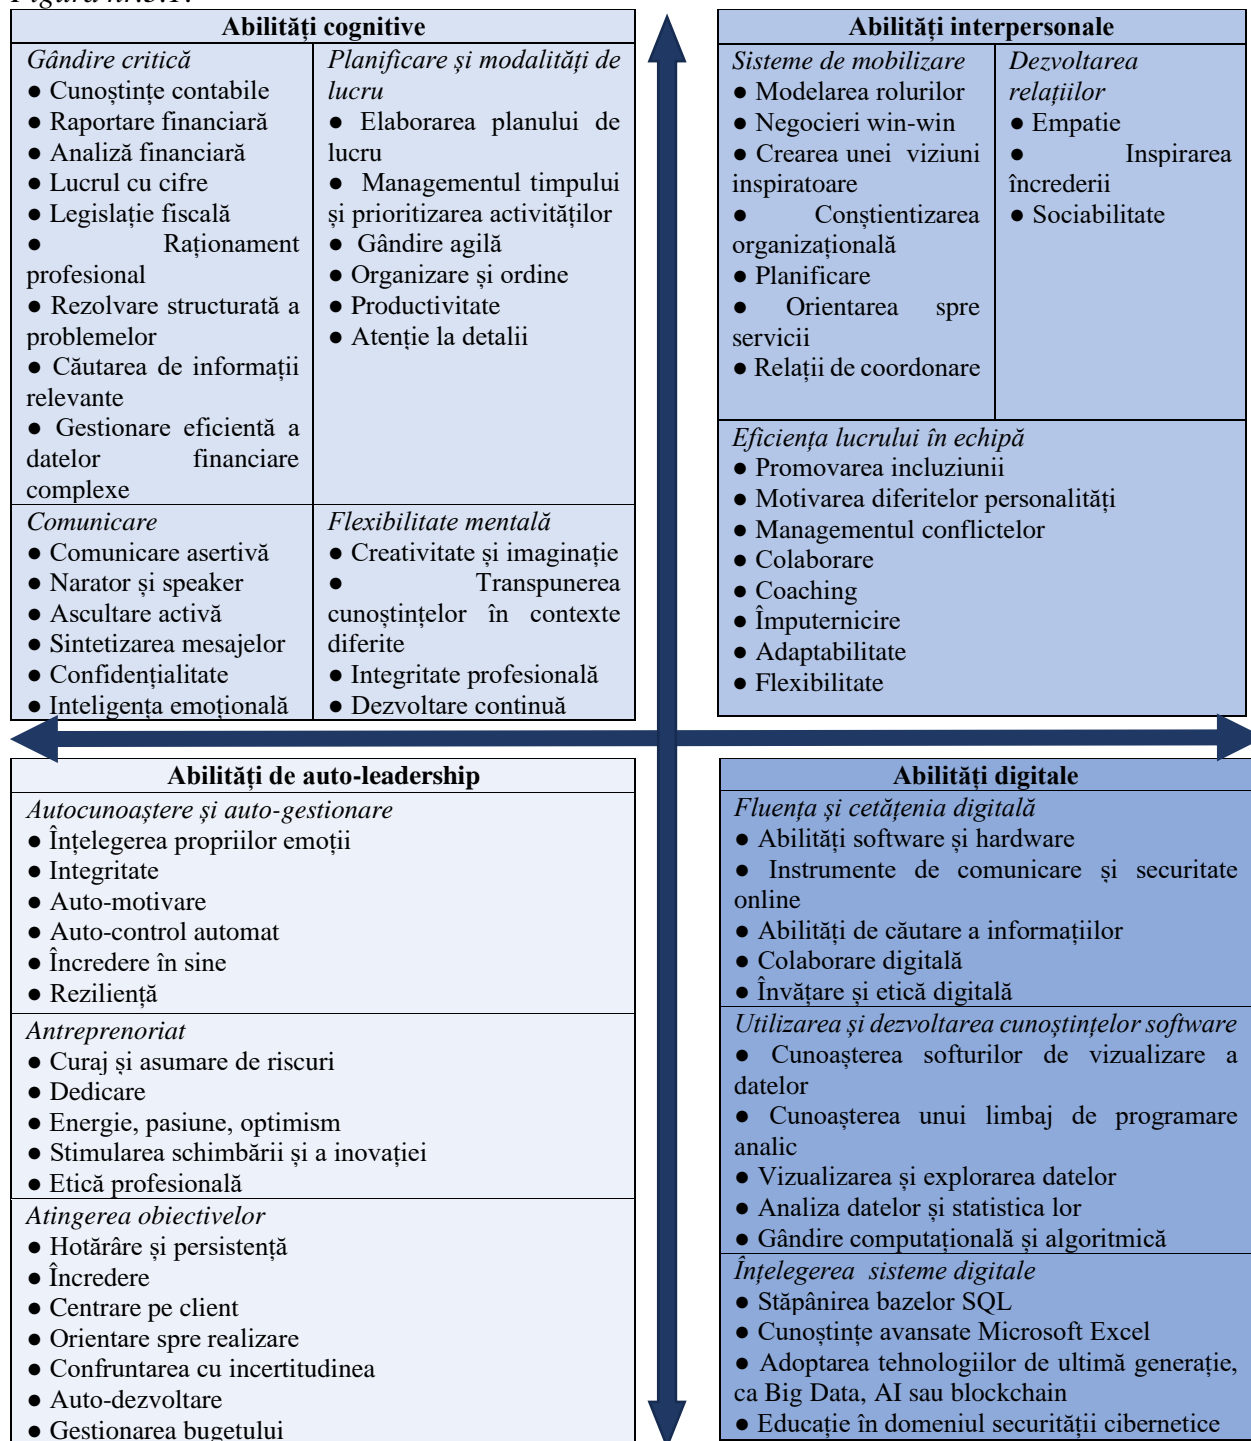 Figura nr.3.1.
Abilități cognitive
Gândire critică
● Cunoștințe contabile
● Raportare financiară
● Analiză financiară
● Lucrul cu cifre
● Legislație fiscală
● Raționament
profesional
● Rezolvare structurată a
problemelor
● Căutarea de informații
relevante
● Gestionare eficientă a
datelor financiare
complexe
Planificare și modalități de
lucru
● Elaborarea planului de
lucru
● Managementul timpului
și prioritizarea activităților
● Gândire agilă
● Organizare și ordine
● Productivitate
● Atenție la detalii
Comunicare
● Comunicare asertivă
● Narator și speaker
● Ascultare activă
● Sintetizarea mesajelor
● Confidențialitate
● Inteligența emoțională
Flexibilitate mentală
● Creativitate și imaginație
● Transpunerea
cunoștințelor în contexte
diferite
● Integritate profesională
● Dezvoltare continuă
Abilități interpersonale
Sisteme de mobilizare
● Modelarea rolurilor
● Negocieri win-win
● Crearea unei viziuni
inspiratoare
● Conștientizarea
organizațională
● Planificare
● Orientarea spre
servicii
● Relații de coordonare
Dezvoltarea
relațiilor
● Empatie
● Inspirarea
încrederii
● Sociabilitate
Eficiența lucrului în echipă
● Promovarea incluziunii
● Motivarea diferitelor personalități
● Managementul conflictelor
● Colaborare
● Coaching
● Împuternicire
● Adaptabilitate
● Flexibilitate
Abilități de auto-leadership
Autocunoaștere și auto-gestionare
● Înțelegerea propriilor emoții
● Integritate
● Auto-motivare
● Auto-control automat
● Încredere în sine
● Reziliență
Antreprenoriat
● Curaj și asumare de riscuri
● Dedicare
● Energie, pasiune, optimism
● Stimularea schimbării și a inovației
● Etică profesională
Atingerea obiectivelor
● Hotărâre și persistență
● Încredere
● Centrare pe client
● Orientare spre realizare
● Confruntarea cu incertitudinea
● Auto-dezvoltare
● Gestionarea bugetului
Abilități digitale
Fluența și cetățenia digitală
● Abilități software și hardware
● Instrumente de comunicare și securitate
online
● Abilități de căutare a informațiilor
● Colaborare digitală
● Învățare și etică digitală
Utilizarea și dezvoltarea cunoștințelor software
● Cunoașterea softurilor de vizualizare a
datelor
● Cunoașterea unui limbaj de programare
analic
● Vizualizarea și explorarea datelor
● Analiza datelor și statistica lor
● Gândire computațională și algoritmică
Înțelegerea sisteme digitale
● Stăpânirea bazelor SQL
● Cunoștințe avansate Microsoft Excel
● Adoptarea tehnologiilor de ultimă generație,
ca Big Data, AI sau blockchain
● Educație în domeniul securității cibernetice